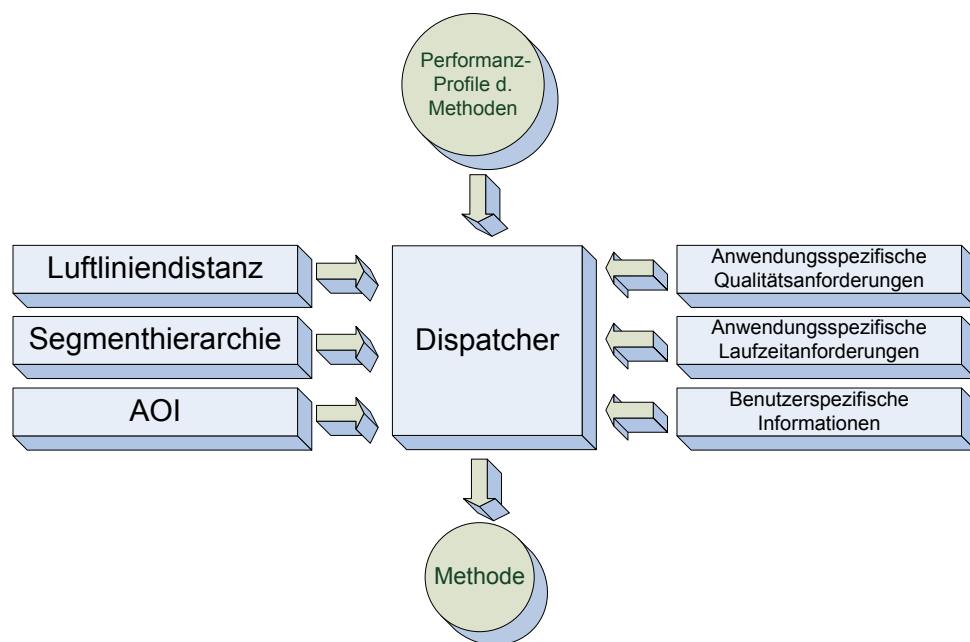 Performanz-
Profile d.
Methoden
Luftliniendistanz
Segmenthierarchie
AOI
Dispatcher
Anwendungsspezifische
Qualitätsanforderungen
Anwendungsspezifische
Laufzeitanforderungen
Benutzerspezifische
Informationen
Methode